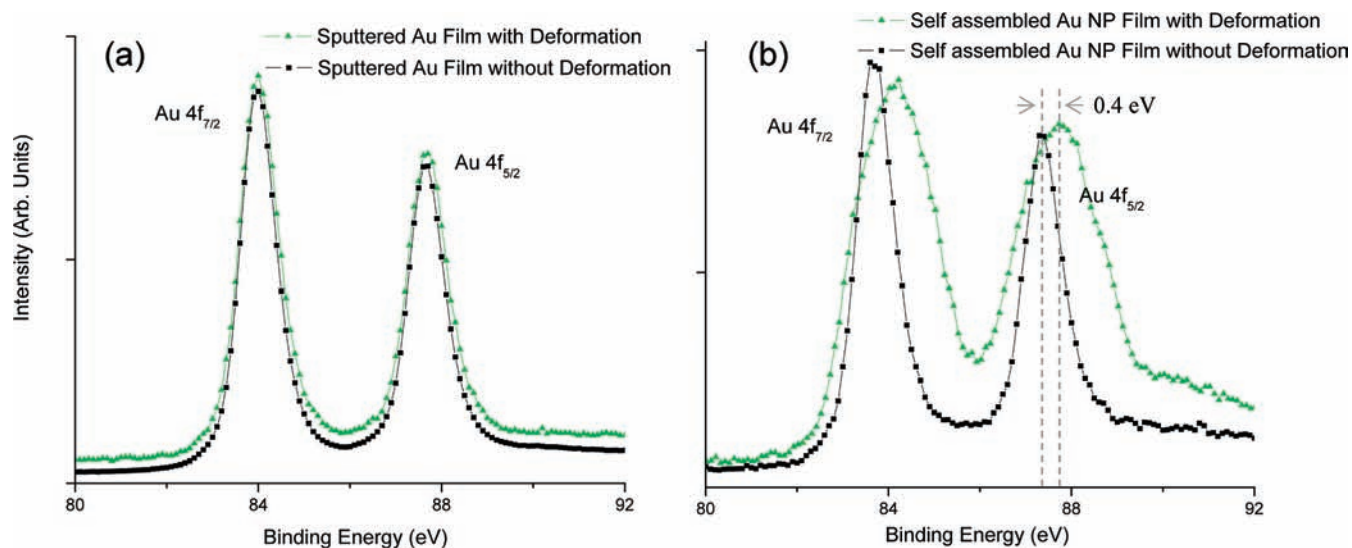 (a)
Sputtered Au Film with Deformation
Sputtered Au Film without Deformation
Au 4f7/2
Au 4f5/2
Intensity (Arb. Units)
80
84
88
92
Binding Energy (eV)
(b)
Self assembled Au NP Film with Deformation
Self assembled Au NP Film without Deformation
0.4 eV
Au 4f7/2
Au 4f5/2
80
84
88
92
Binding Energy (eV)